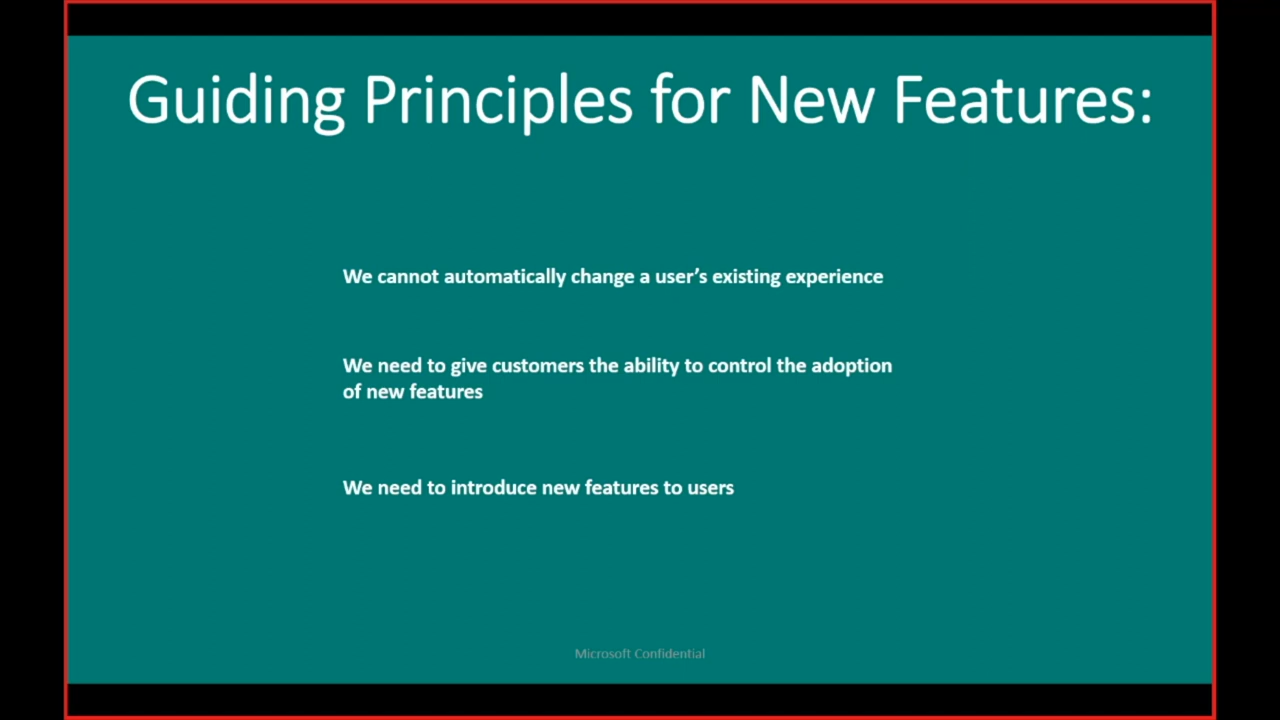 Guiding Principles for New Features:
We cannot automatically change a user’s existing experience
We need to give customers the ability to control the adoption
of new features
We need to introduce new features to users
Microsoft Confidential